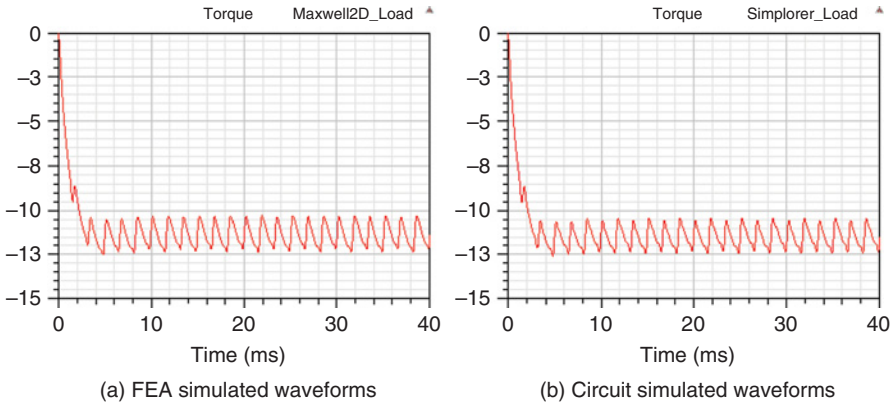 Torque Maxwell2D_Load
0
−3
−5
−8
−10
−13
−15
0 10 20 30 40
Time (ms)
(a) FEA simulated waveforms
Torque Simplorer_Load
0
−3
−5
−8
−10
−13
−15
0 10 20 30 40
Time (ms)
(b) Circuit simulated waveforms